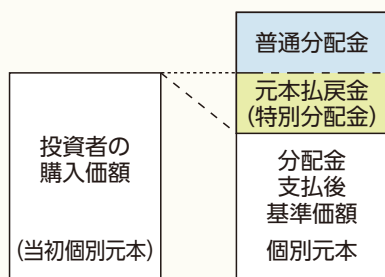 投資者の
購入価額
(当初個別元本)
普通分配金
元本払戻金
(特別分配金)
分配金
支払後
基準価額
個別元本